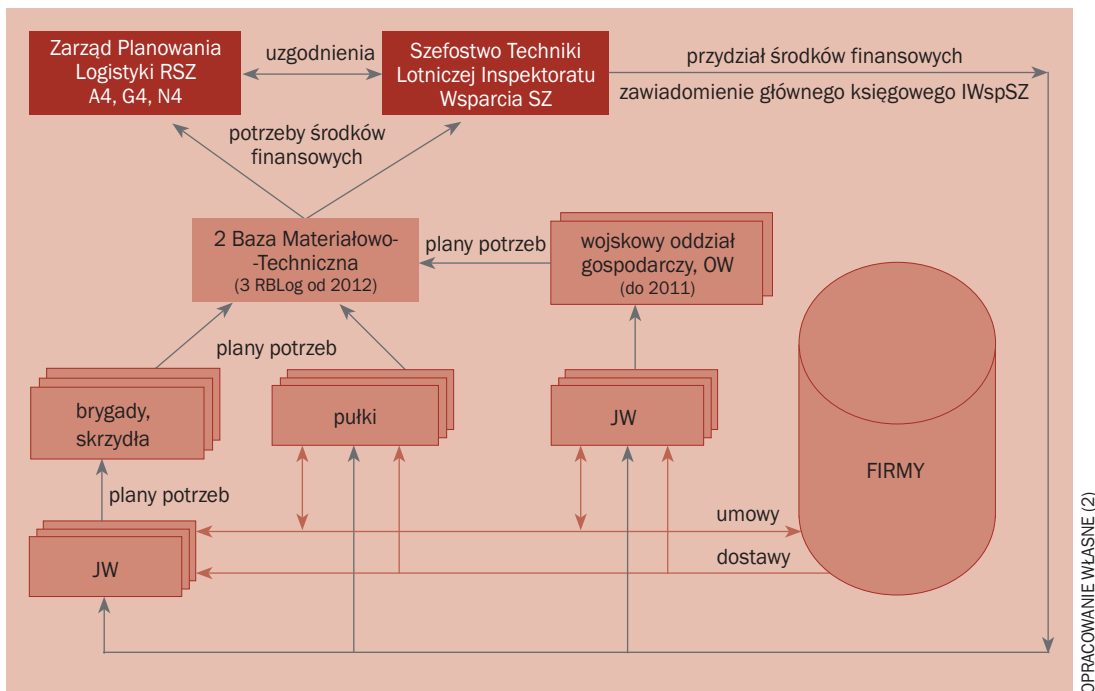 Zarząd Planowania
Logistyki RSZ
A4, G4, N4
uzgodnienia
Szefostwo Techniki
Lotniczej Inspektoratu
Wsparcia SZ
przydział środków finansowych
zawiadomienie głównego księgowego IWspSZ
potrzeby środków
finansowych
2 Baza Materiałowo-
-Techniczna
(3 RBLog od 2012)
plany potrzeb
wojskowy oddział
gospodarczy, OW
(do 2011)
plany potrzeb
brygady,
skrzydła
pułki
JW
FIRMY
plany potrzeb
umowy
JW
dostawy
OPRACOWANIE WŁASNE (2)